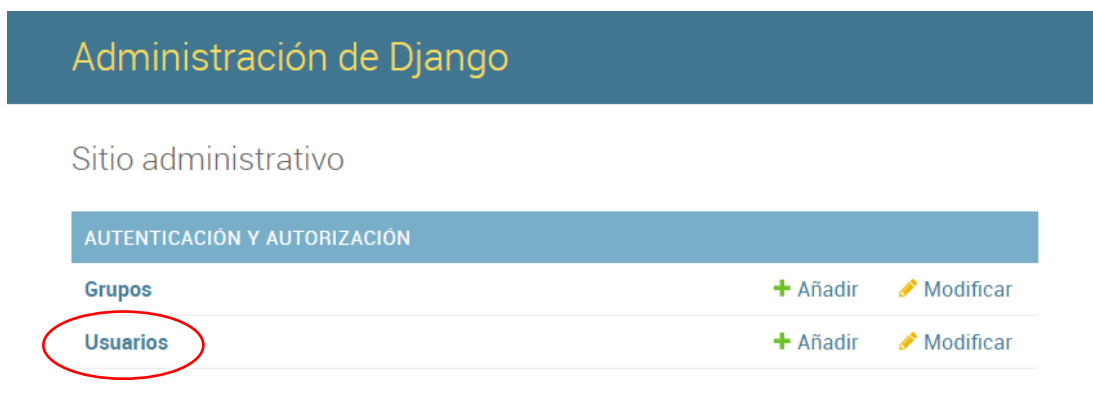 Administración de Django
Sitio administrativo
AUTENTICACIÓN Y AUTORIZACIÓN
Grupos Añadir Modificar
Usuarios Añadir Modificar